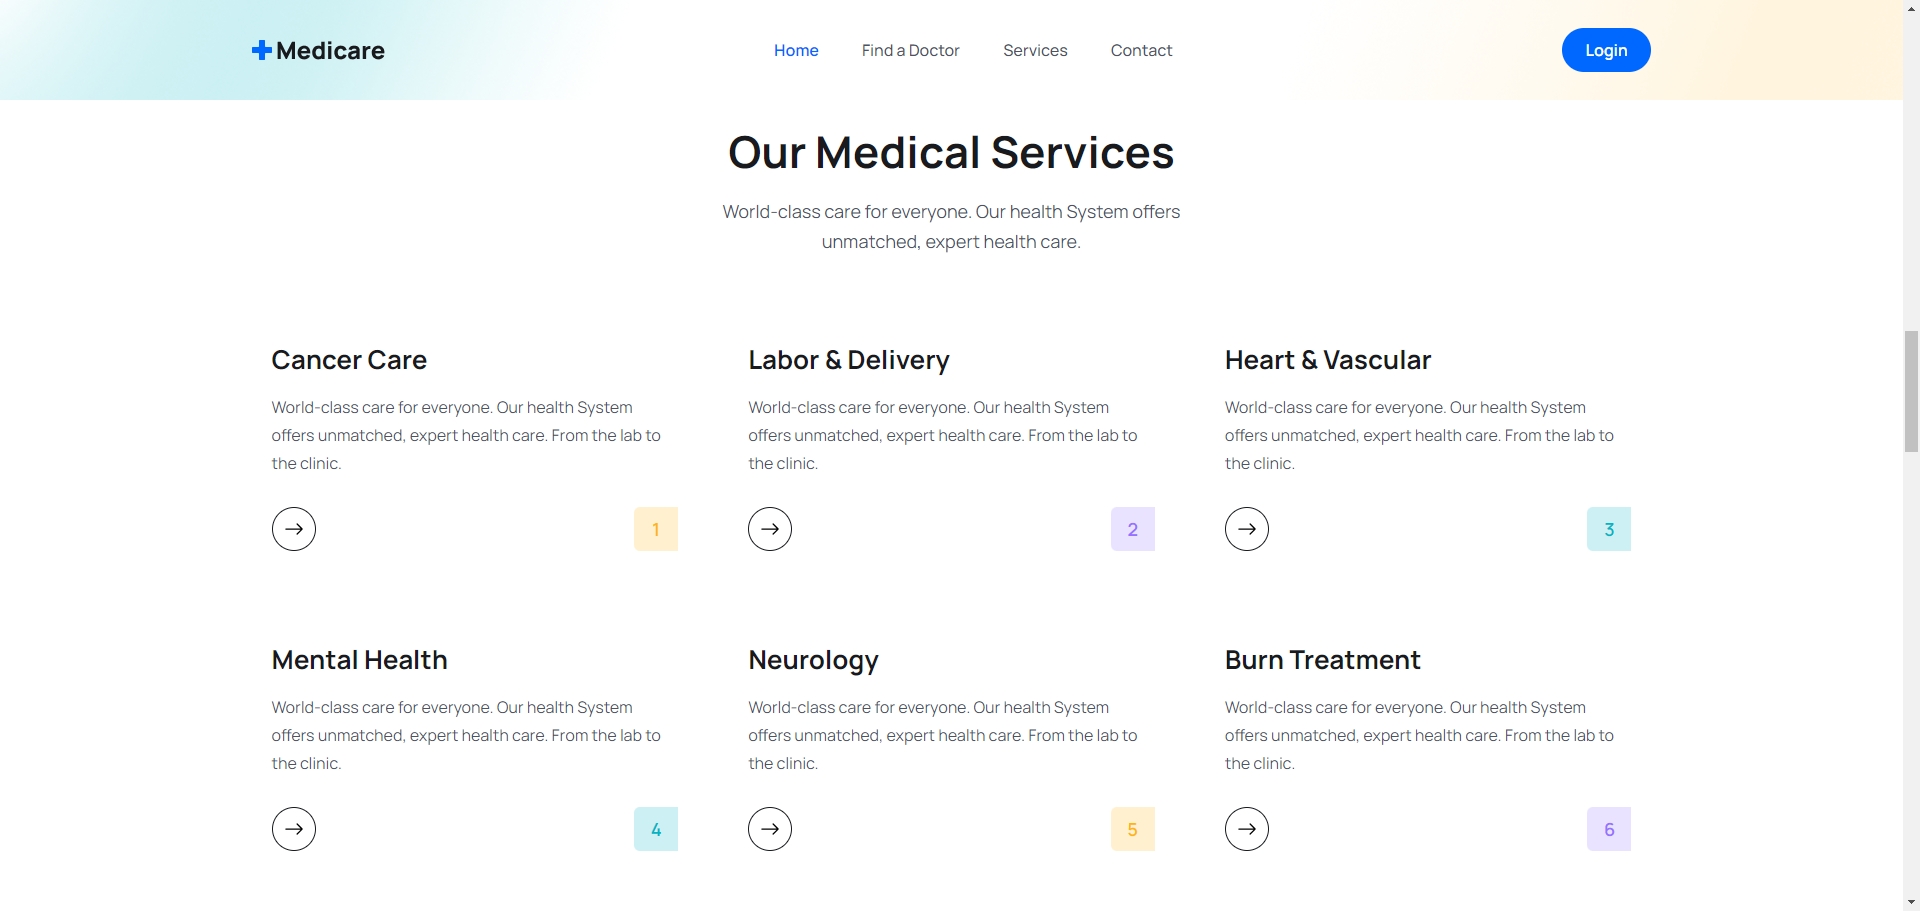 Medicare
Home
Find a Doctor
Services
Contact
Login
Our Medical Services
World-class care for everyone. Our health System offers
unmatched, expert health care.
Cancer Care
World-class care for everyone. Our health System
offers unmatched, expert health care. From the lab to
the clinic.
1
Labor & Delivery
World-class care for everyone. Our health System
offers unmatched, expert health care. From the lab to
the clinic.
2
Heart & Vascular
World-class care for everyone. Our health System
offers unmatched, expert health care. From the lab to
the clinic.
3
Mental Health
World-class care for everyone. Our health System
offers unmatched, expert health care. From the lab to
the clinic.
4
Neurology
World-class care for everyone. Our health System
offers unmatched, expert health care. From the lab to
the clinic.
5
Burn Treatment
World-class care for everyone. Our health System
offers unmatched, expert health care. From the lab to
the clinic.
6